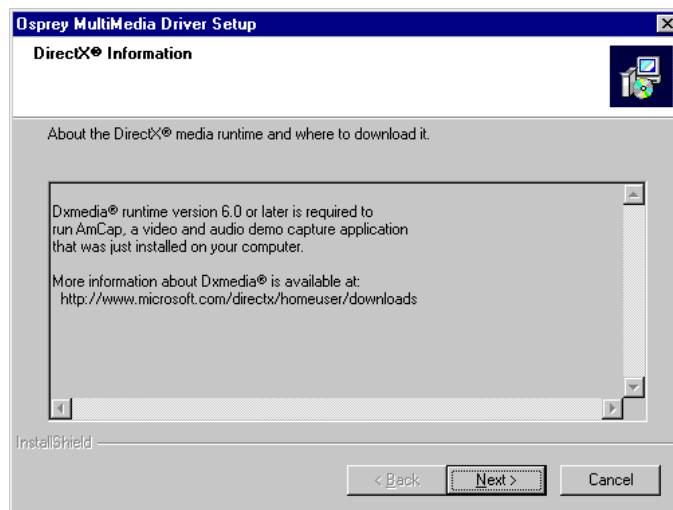 Osprey MultiMedia Driver Setup
DirectX® Information
About the DirectX® media runtime and where to download it.
Dxmedia® runtime version 6.0 or later is required to
run AmCap, a video and audio demo capture application
that was just installed on your computer.
More information about Dxmedia® is available at:
http://www.microsoft.com/directx/homeuser/downloads
InstallShield
< Back
Next >
Cancel